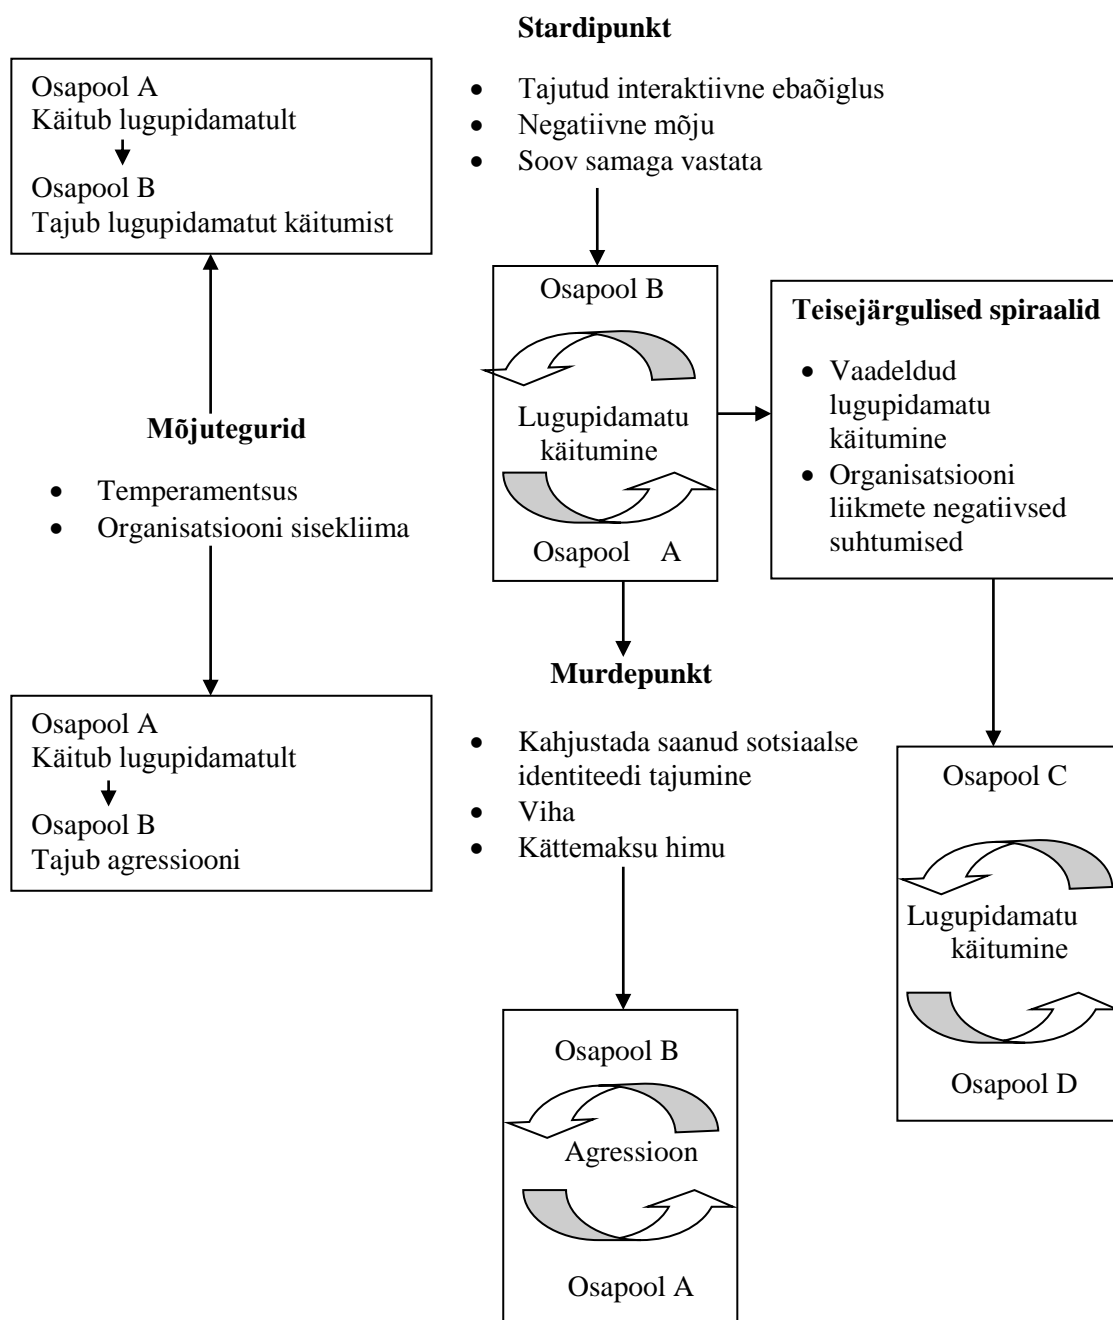 Stardipunkt
Osapool A
Käitub lugupidamatult
Osapool B
Tajub lugupidamatut käitumist
• Tajutud interaktiivne ebaõiglus
• Negatiivne mõju
• Soov samaga vastata
Osapool B
Lugupidamatu
käitumine
Osapool A
Teisejärgulised spiraalid
• Vaadeldud
lugupidamatu
käitumine
• Organisatsiooni
liikmete negatiivsed
suhtumised
Mõjutegurid
• Temperamentsus
• Organisatsiooni sisekliima
Murdepunkt
Osapool A
Käitub lugupidamatult
Osapool B
Tajub agressiooni
• Kahjustada saanud sotsiaalse
identiteedi tajumine
• Viha
• Kättemaksu himu
Osapool C
Lugupidamatu
käitumine
Osapool D
Osapool B
Agressioon
Osapool A